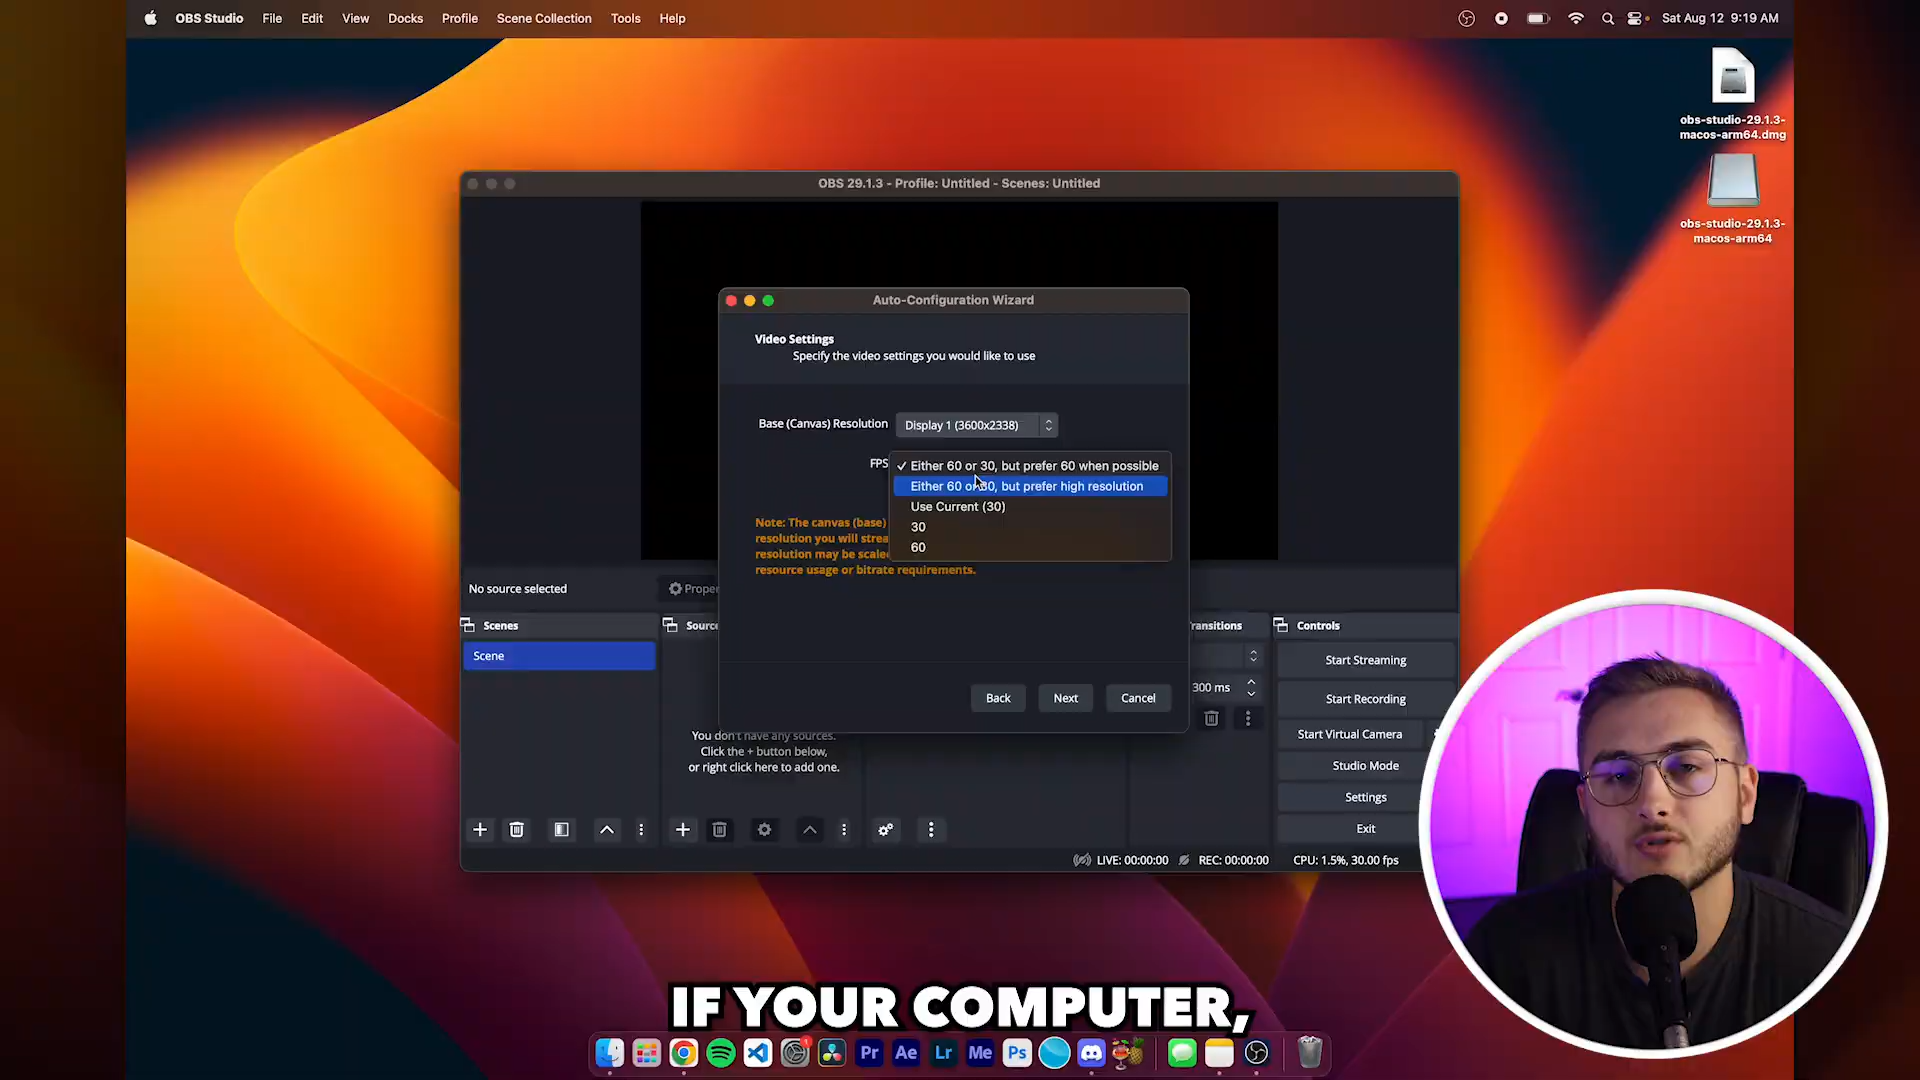 OBS Studio File Edit View Docks Profile Scene Collection Tools Help Sat Aug 12 9:19 AM
obs-studio-29.1.3-
macos-arm64.dmg
obs-studio-29.1.3-
macos-arm64
OBS 29.1.3 - Profile: Untitled - Scenes: Untitled
Auto-Configuration Wizard
Video Settings
Specify the video settings you would like to use
Base (Canvas) Resolution Display 1 (3600x2338)
FPS ✓ Either 60 or 30, but prefer 60 when possible
Either 60 or 30, but prefer high resolution
Use Current (30)
30
60
Note: The canvas (base)
resolution you will strea
resolution may be scale
resource usage or bitrate requirements.
Back Next Cancel
No source selected Proper
Scenes Sourc ransitions Controls
Scene
300 ms
You don't have any sources.
Click the + button below,
or right click here to add one.
Start Streaming
Start Recording
Start Virtual Camera
Studio Mode
Settings
Exit
LIVE: 00:00:00 REC: 00:00:00 CPU: 1.5%, 30.00 fps
IF YOUR COMPUTER,
1 Pr Ae Lr Me Ps